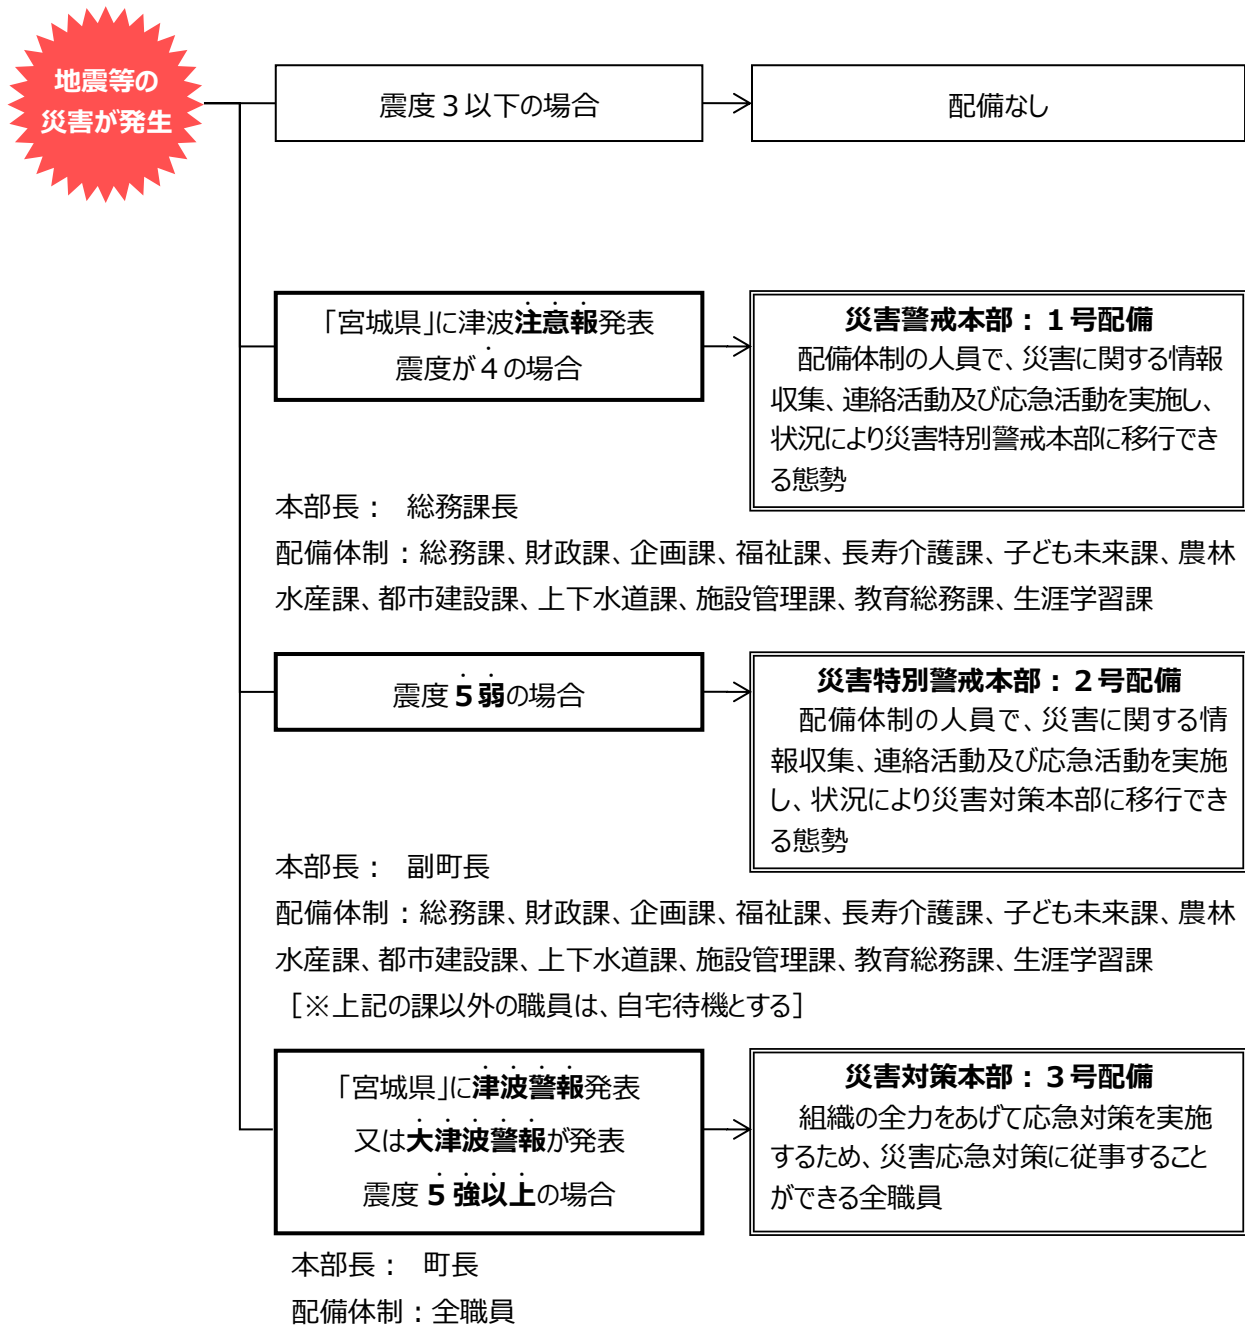 地震等の
災害が発生
震度３以下の場合
配備なし
「宮城県」に津波注意報発表
震度が４の場合
災害警戒本部：１号配備
配備体制の人員で、災害に関する情報
収集、連絡活動及び応急活動を実施し、
状況により災害特別警戒本部に移行でき
る態勢
本部長：　総務課長
配備体制：総務課、財政課、企画課、福祉課、長寿介護課、子ども未来課、農林
水産課、都市建設課、上下水道課、施設管理課、教育総務課、生涯学習課
震度５弱の場合
災害特別警戒本部：２号配備
配備体制の人員で、災害に関する情
報収集、連絡活動及び応急活動を実施
し、状況により災害対策本部に移行でき
る態勢
本部長：　副町長
配備体制：総務課、財政課、企画課、福祉課、長寿介護課、子ども未来課、農林
水産課、都市建設課、上下水道課、施設管理課、教育総務課、生涯学習課
［※上記の課以外の職員は、自宅待機とする］
「宮城県」に津波警報発表
又は大津波警報が発表
震度５強以上の場合
災害対策本部：３号配備
組織の全力をあげて応急対策を実施
するため、災害応急対策に従事すること
ができる全職員
本部長：　町長
配備体制：全職員